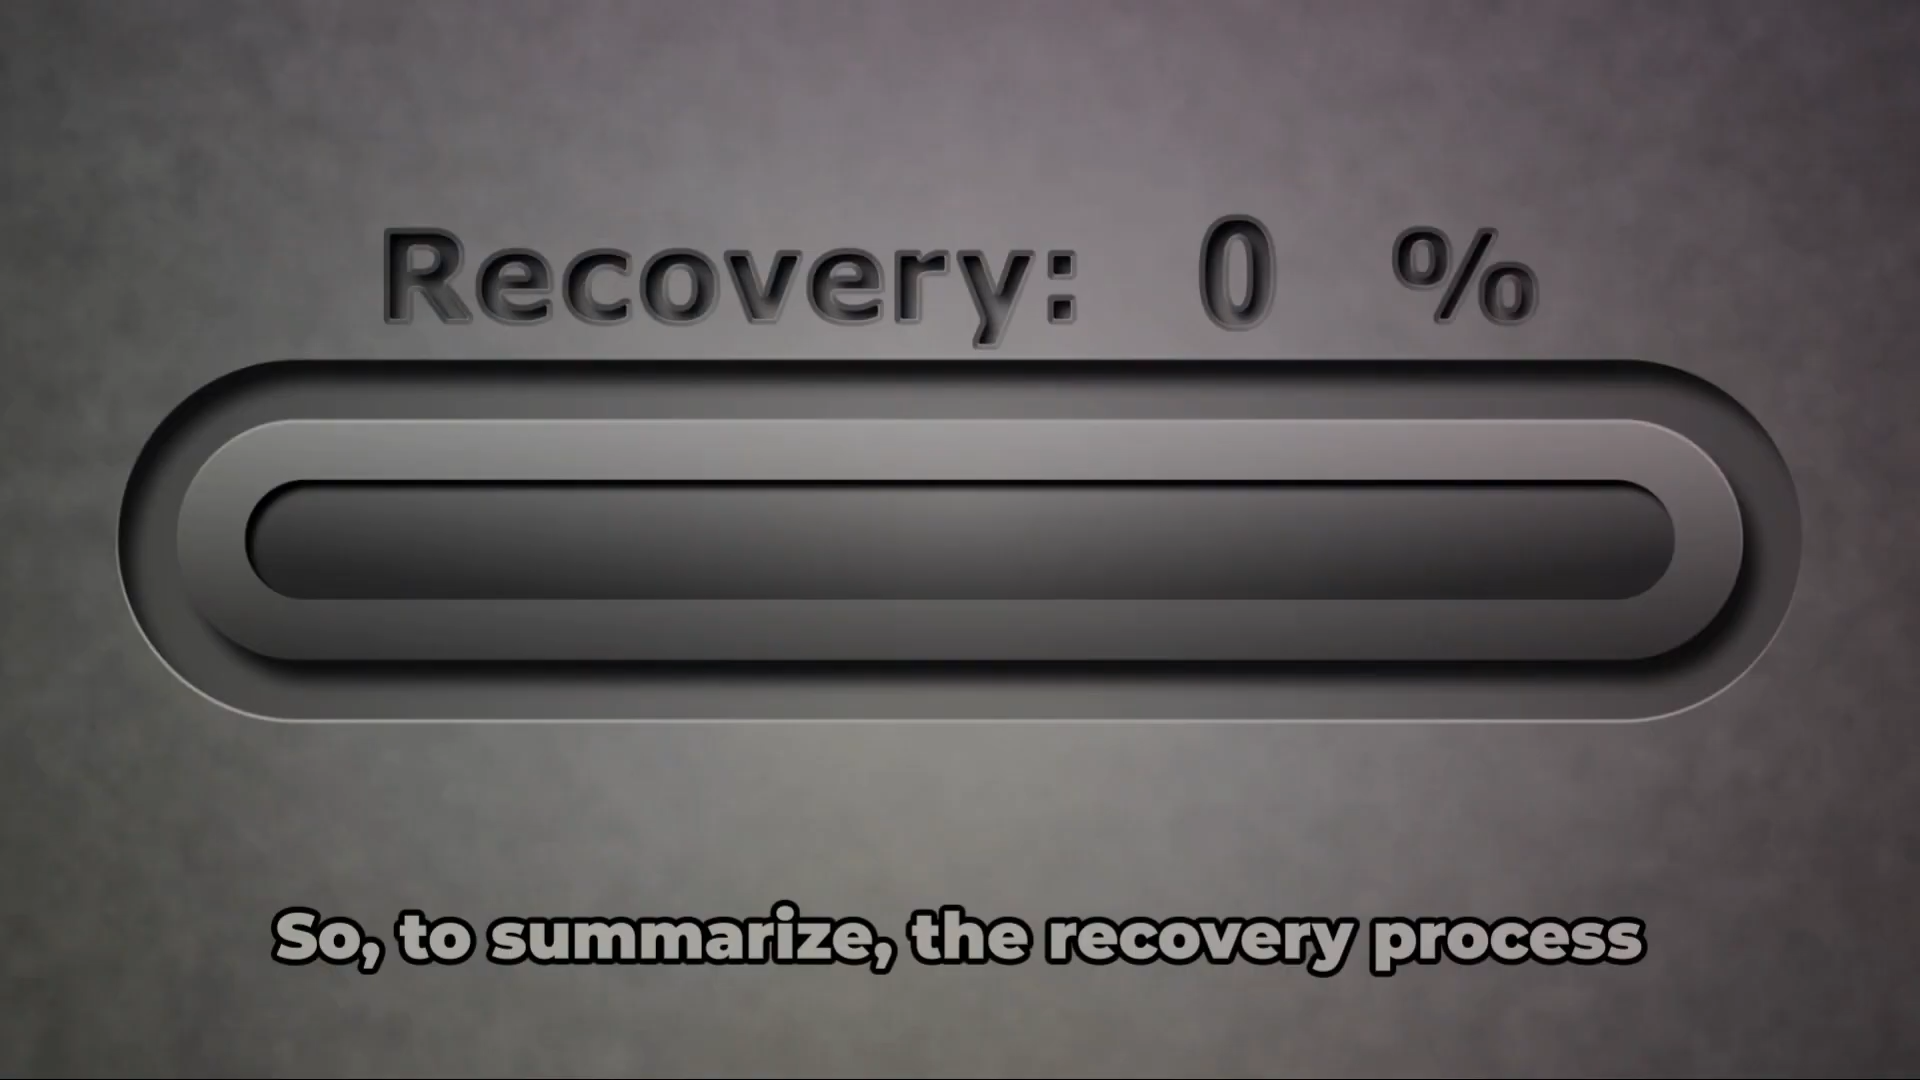 Recovery: 0 %
So, to summarize, the recovery process